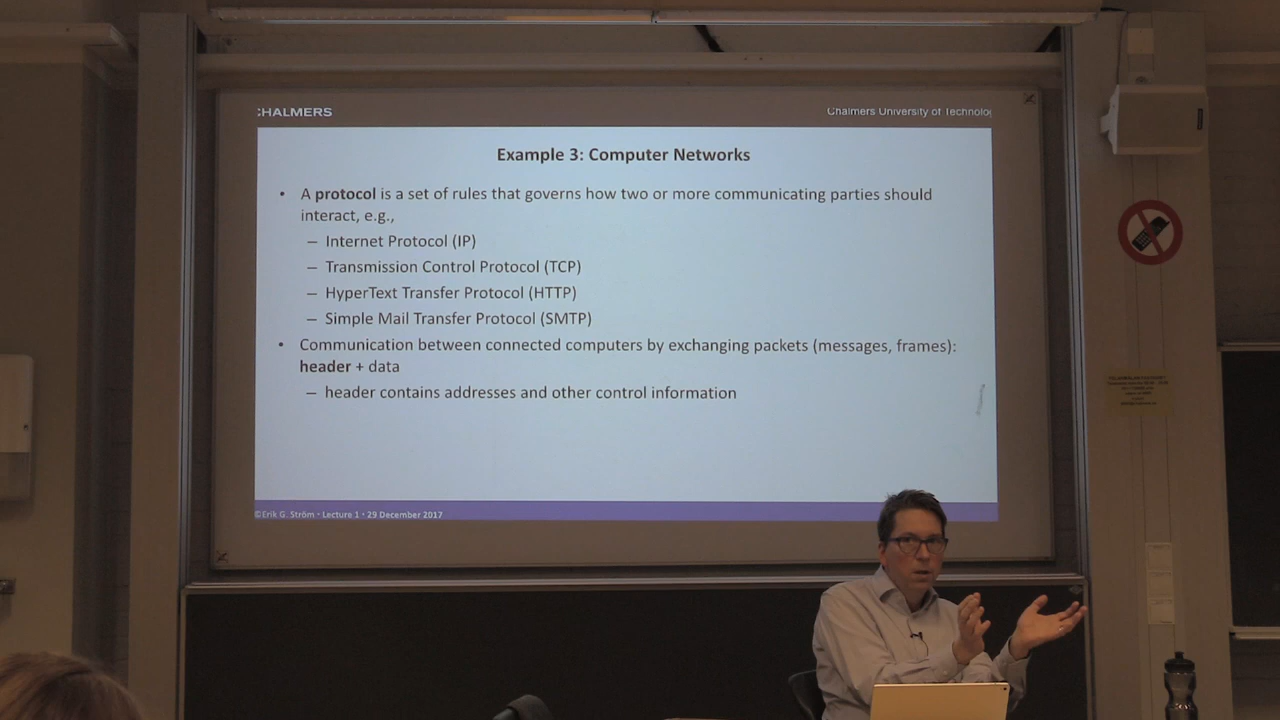 CHALMERS
Chalmers University of Technolo
Example 3: Computer Networks
• A protocol is a set of rules that governs how two or more communicating parties should
interact, e.g.,
– Internet Protocol (IP)
– Transmission Control Protocol (TCP)
– HyperText Transfer Protocol (HTTP)
– Simple Mail Transfer Protocol (SMTP)
• Communication between connected computers by exchanging packets (messages, frames):
header + data
– header contains addresses and other control information
©Erik G. Ström • Lecture 1 • 29 December 2017